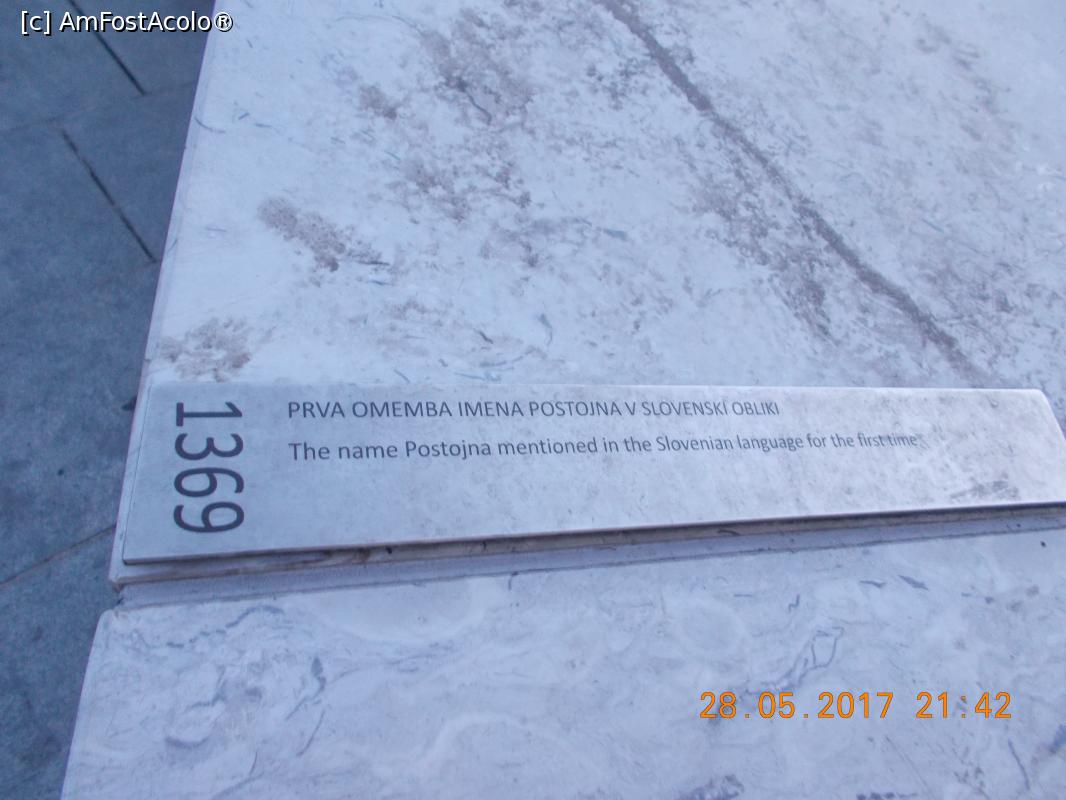 [c] AmFostAcolo®
1369
PRVA OMEMBA IMENA POSTOJNA V SLOVENSKI OBLIKI
The name Postojna mentioned in the Slovenian language for the first time
28.05.2017 21:42